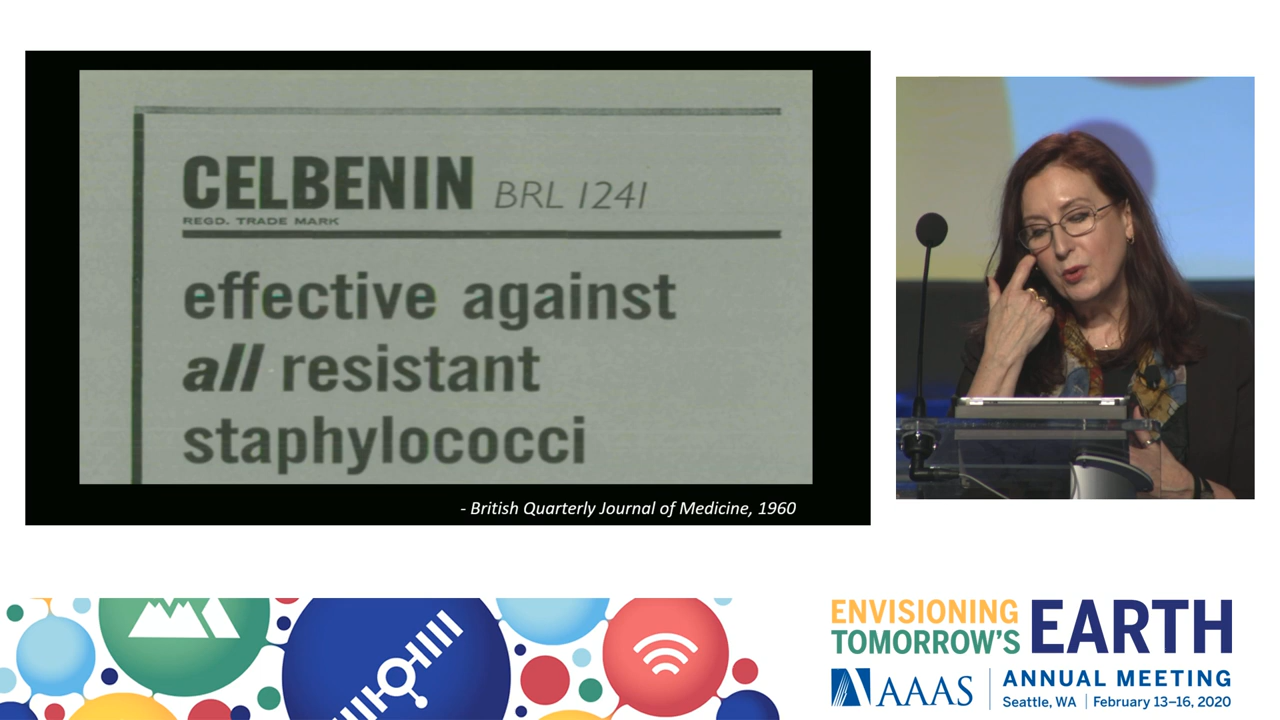 CELBENIN BRL 1241
REGD. TRADE MARK
effective against
all resistant
staphylococci
- British Quarterly Journal of Medicine, 1960
ENVISIONING
TOMORROW'S EARTH
AAAS
ANNUAL MEETING
Seattle, WA | February 13–16, 2020